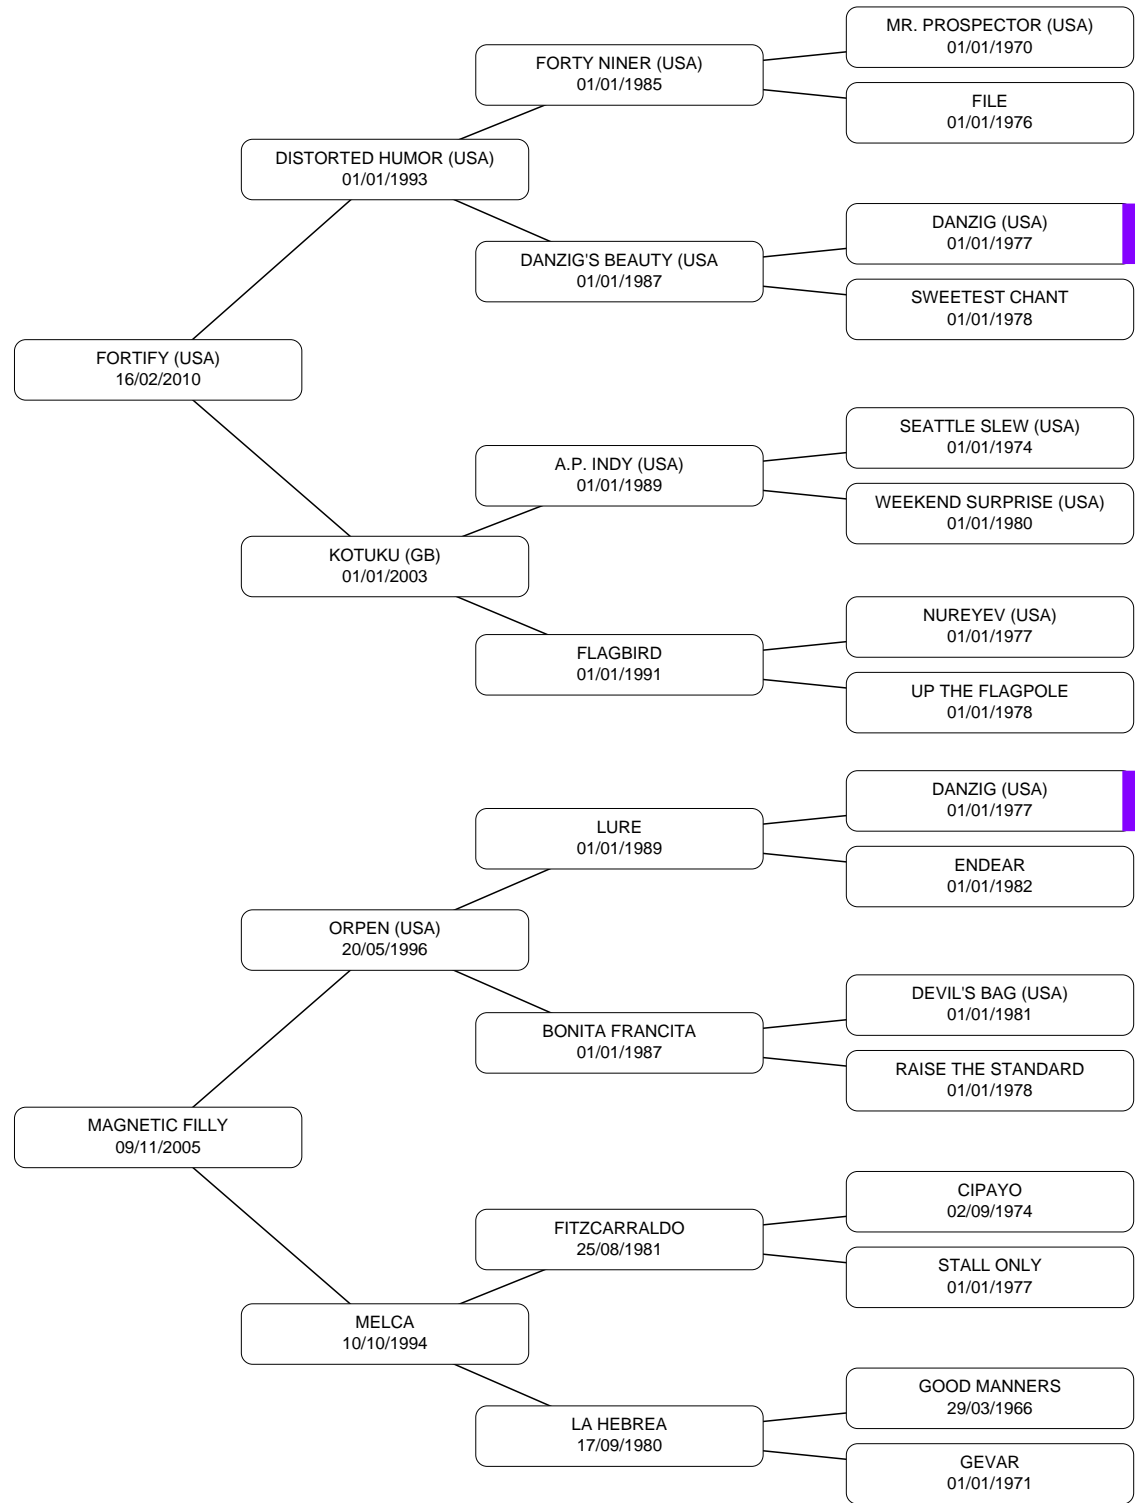 MR. PROSPECTOR (USA)
01/01/1970
FORTY NINER (USA)
01/01/1985
FILE
01/01/1976
DISTORTED HUMOR (USA)
01/01/1993
DANZIG (USA)
01/01/1977
DANZIG'S BEAUTY (USA
01/01/1987
SWEETEST CHANT
01/01/1978
FORTIFY (USA)
16/02/2010
SEATTLE SLEW (USA)
01/01/1974
A.P. INDY (USA)
01/01/1989
WEEKEND SURPRISE (USA)
01/01/1980
KOTUKU (GB)
01/01/2003
NUREYEV (USA)
01/01/1977
FLAGBIRD
01/01/1991
UP THE FLAGPOLE
01/01/1978
DANZIG (USA)
01/01/1977
LURE
01/01/1989
ENDEAR
01/01/1982
ORPEN (USA)
20/05/1996
DEVIL'S BAG (USA)
01/01/1981
BONITA FRANCITA
01/01/1987
RAISE THE STANDARD
01/01/1978
MAGNETIC FILLY
09/11/2005
CIPAYO
02/09/1974
FITZCARRALDO
25/08/1981
STALL ONLY
01/01/1977
MELCA
10/10/1994
GOOD MANNERS
29/03/1966
LA HEBREA
17/09/1980
GEVAR
01/01/1971